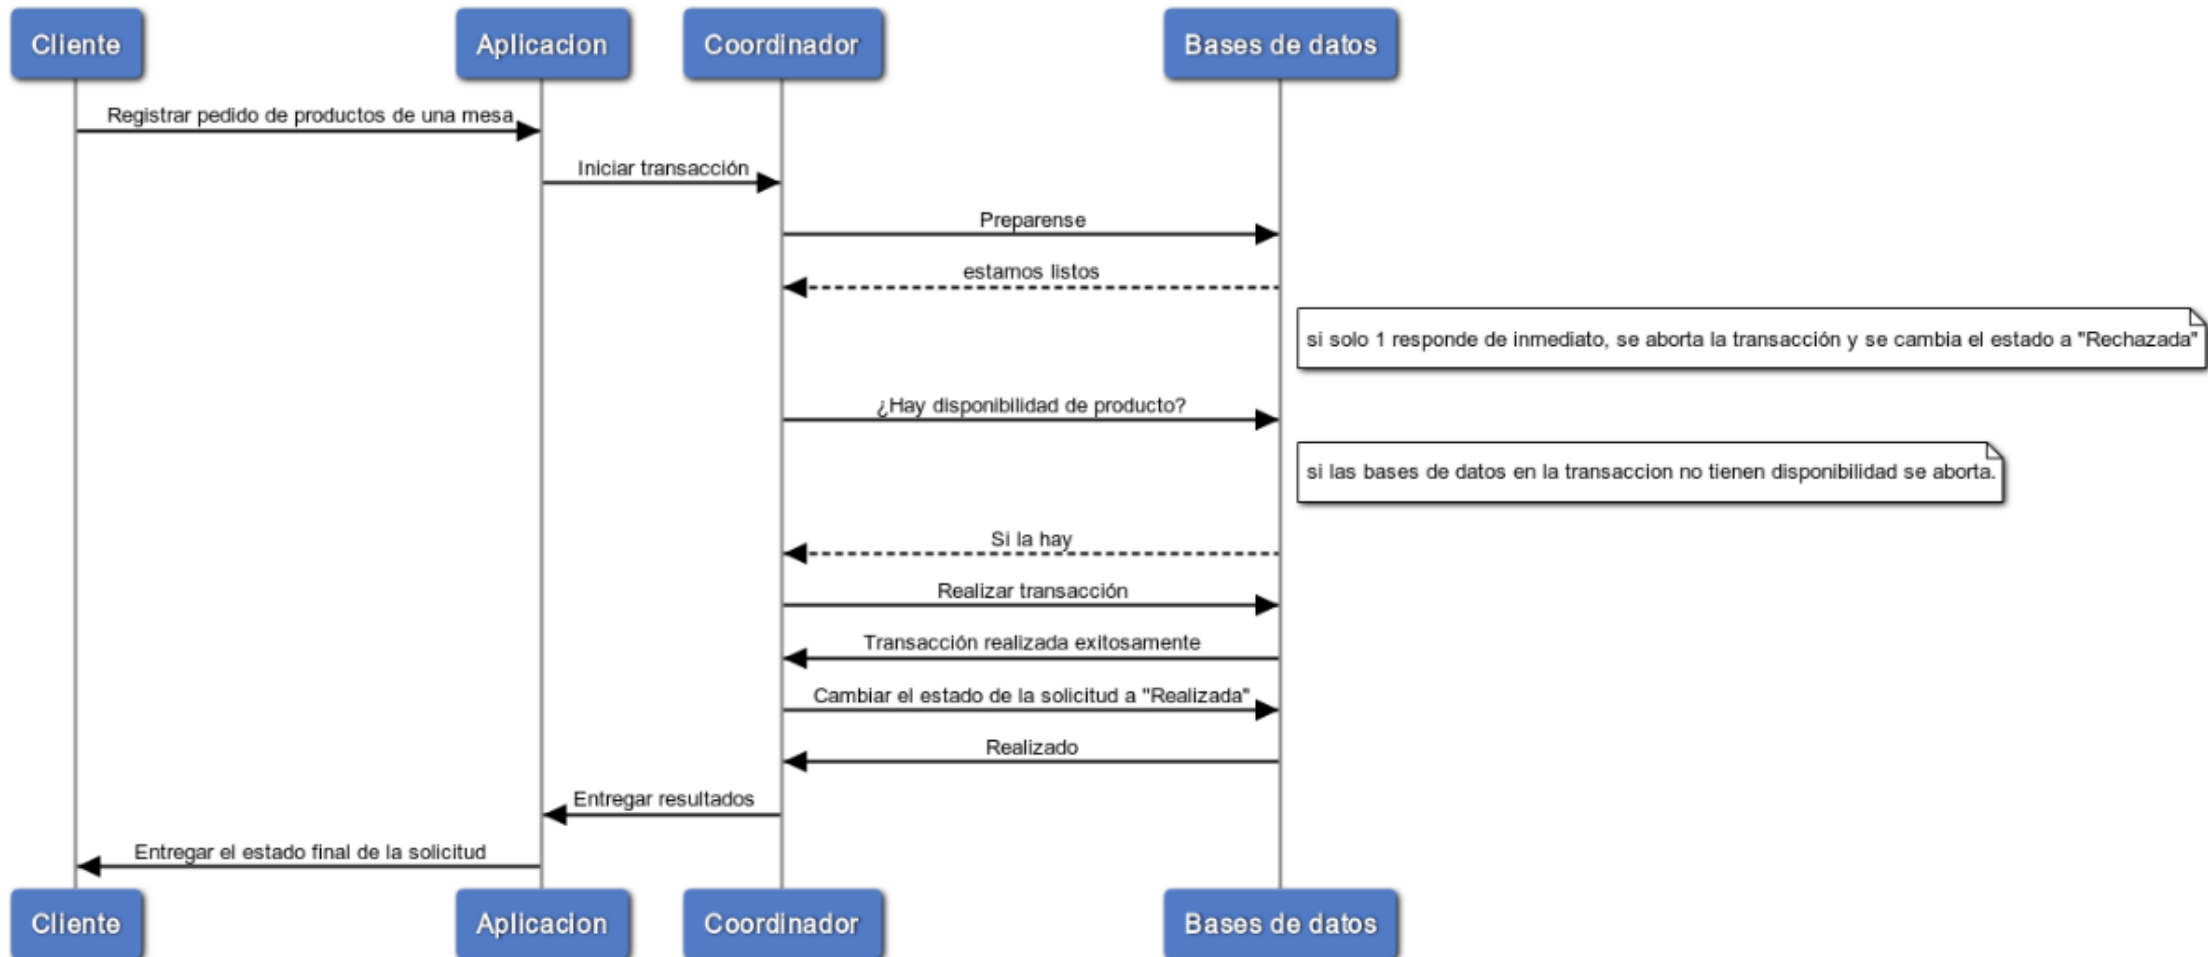 Cliente
Aplicacion
Coordinador
Bases de datos
Registrar pedido de productos de una mesa
Iniciar transacción
Preparense
estamos listos
si solo 1 responde de inmediato, se aborta la transacción y se cambia el estado a "Rechazada"
¿Hay disponibilidad de producto?
si las bases de datos en la transaccion no tienen disponibilidad se aborta.
Si la hay
Realizar transacción
Transacción realizada exitosamente
Cambiar el estado de la solicitud a "Realizada"
Realizado
Entregar resultados
Entregar el estado final de la solicitud
Cliente
Aplicacion
Coordinador
Bases de datos